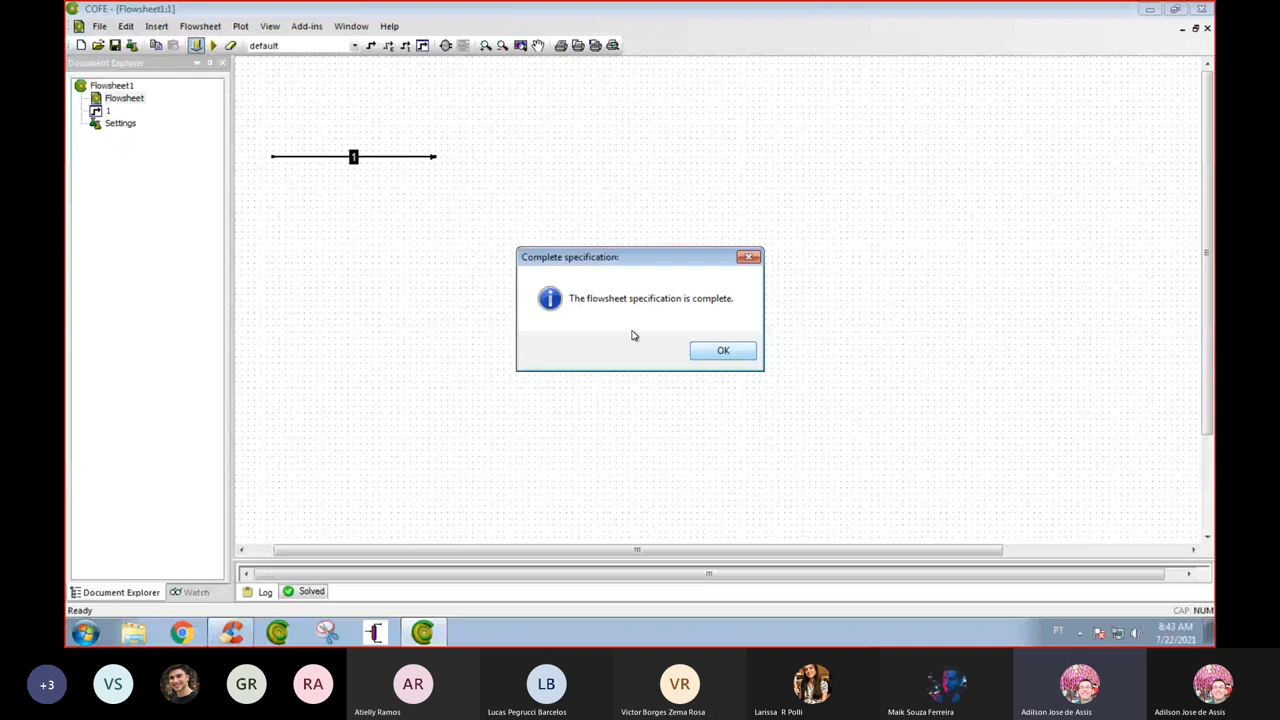 COFE - [Flowsheet1:1]
File Edit Insert Flowsheet Plot View Add-ins Window Help
default
Document Explorer
Flowsheet1
Flowsheet
1
Settings
1
Complete specification:
The flowsheet specification is complete.
OK
Document Explorer Watch
Log Solved
Ready
CAP NUM
PT
8:43 AM
7/22/2021
+3
VS
GR
RA
AR
LB
VR
Atielly Ramos
Lucas Pegrucci Barcelos
Victor Borges Zema Rosa
Larissa R Polli
Maik Souza Ferreira
Adilson Jose de Assis
Adilson Jose de Assis